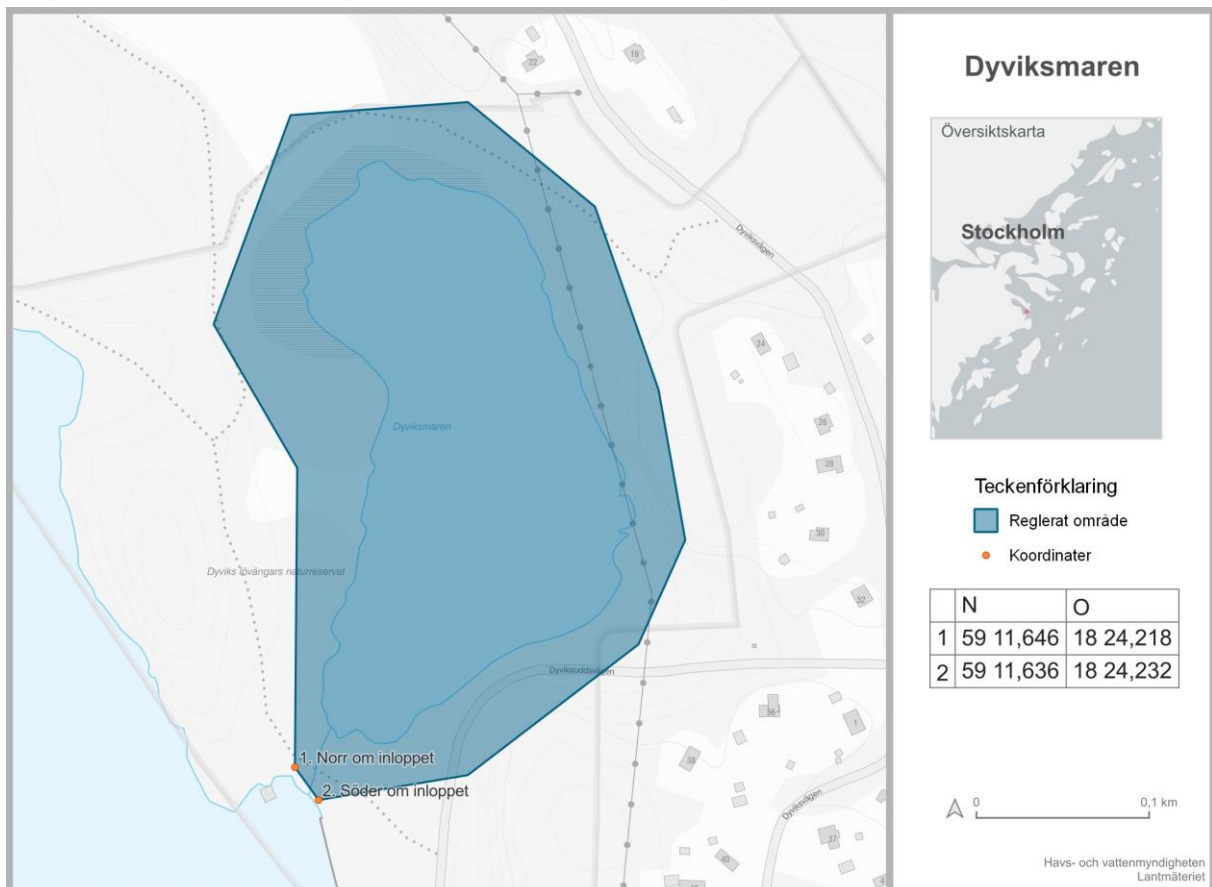 22
19
Dyviksvägen
24
26
28
30
32
Dyviksmaren
Dyviks lövängars naturreservat
Dyviksuddsvägen
36
1
38
1. Norr om inloppet
2. Söder om inloppet
Dyviksvägen
37
40
Dyviksmaren
Översiktskarta
Stockholm
Teckenförklaring
Reglerat område
Koordinater
N O
1 59 11,646 18 24,218
2 59 11,636 18 24,232
0 0,1 km
Havs- och vattenmyndigheten
Lantmäteriet